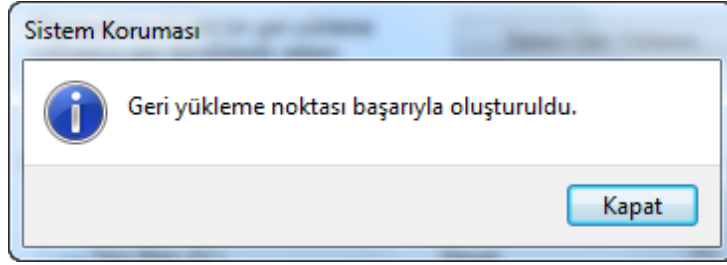 Sistem Koruması
Geri yükleme noktası başarıyla oluşturuldu.
Kapat